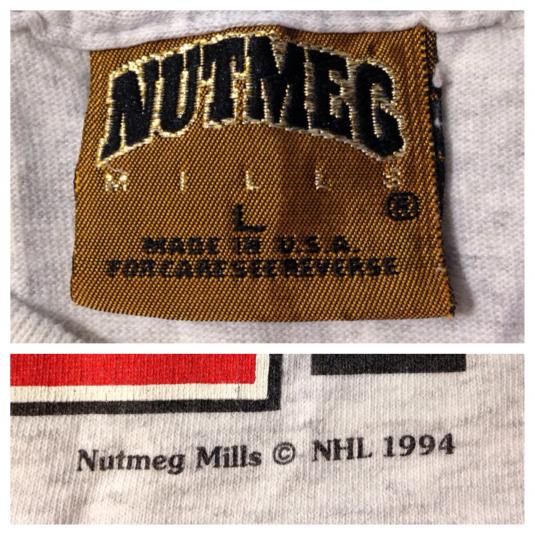 NUTMEG
MILLS
L ®
MADE IN U.S.A.
FOR CARE SEE REVERSE
Nutmeg Mills © NHL 1994